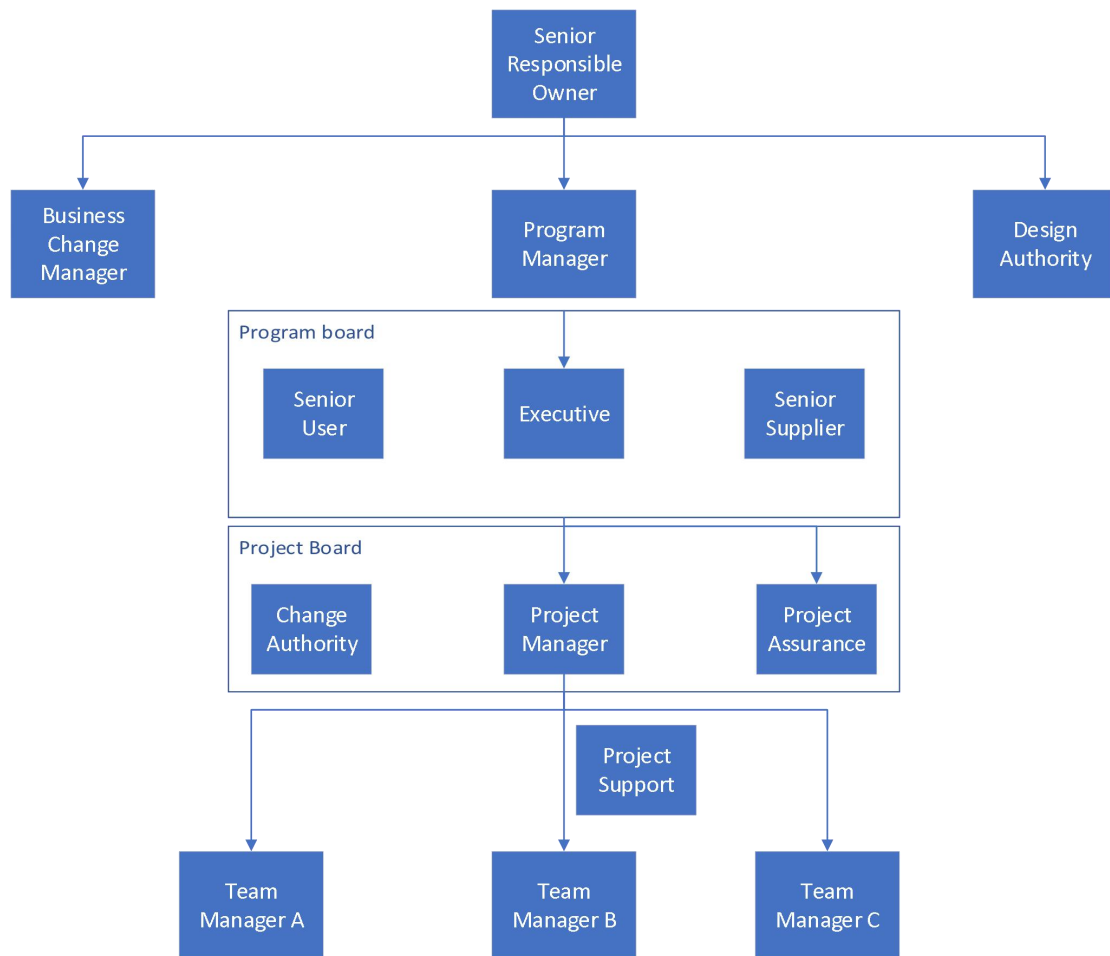 Senior
Responsible
Owner
Business
Change
Manager
Program
Manager
Design
Authority
Program board
Senior
User
Executive
Senior
Supplier
Project Board
Change
Authority
Project
Manager
Project
Assurance
Project
Support
Team
Manager A
Team
Manager B
Team
Manager C